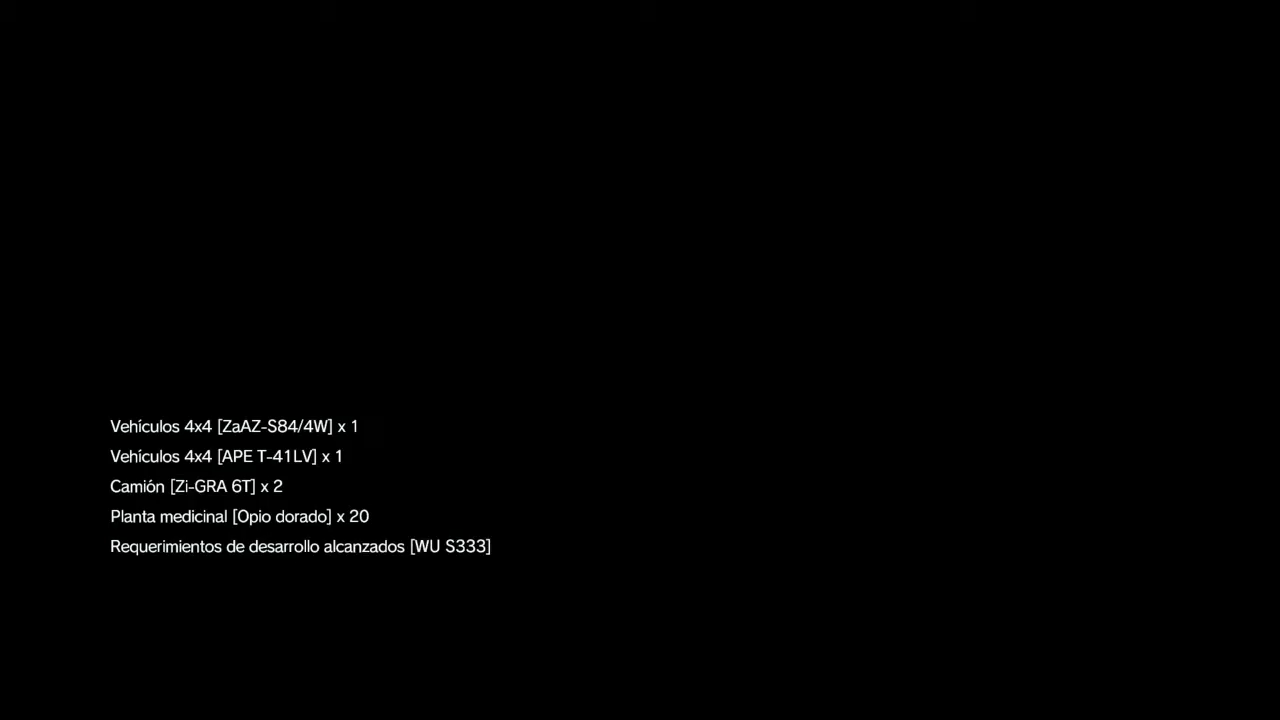 Vehículos 4x4 [ZaAZ-S84/4W] x 1
Vehículos 4x4 [APE T-41LV] x 1
Camión [Zi-GRA 6T] x 2
Planta medicinal [Opio dorado] x 20
Requerimientos de desarrollo alcanzados [WU S333]